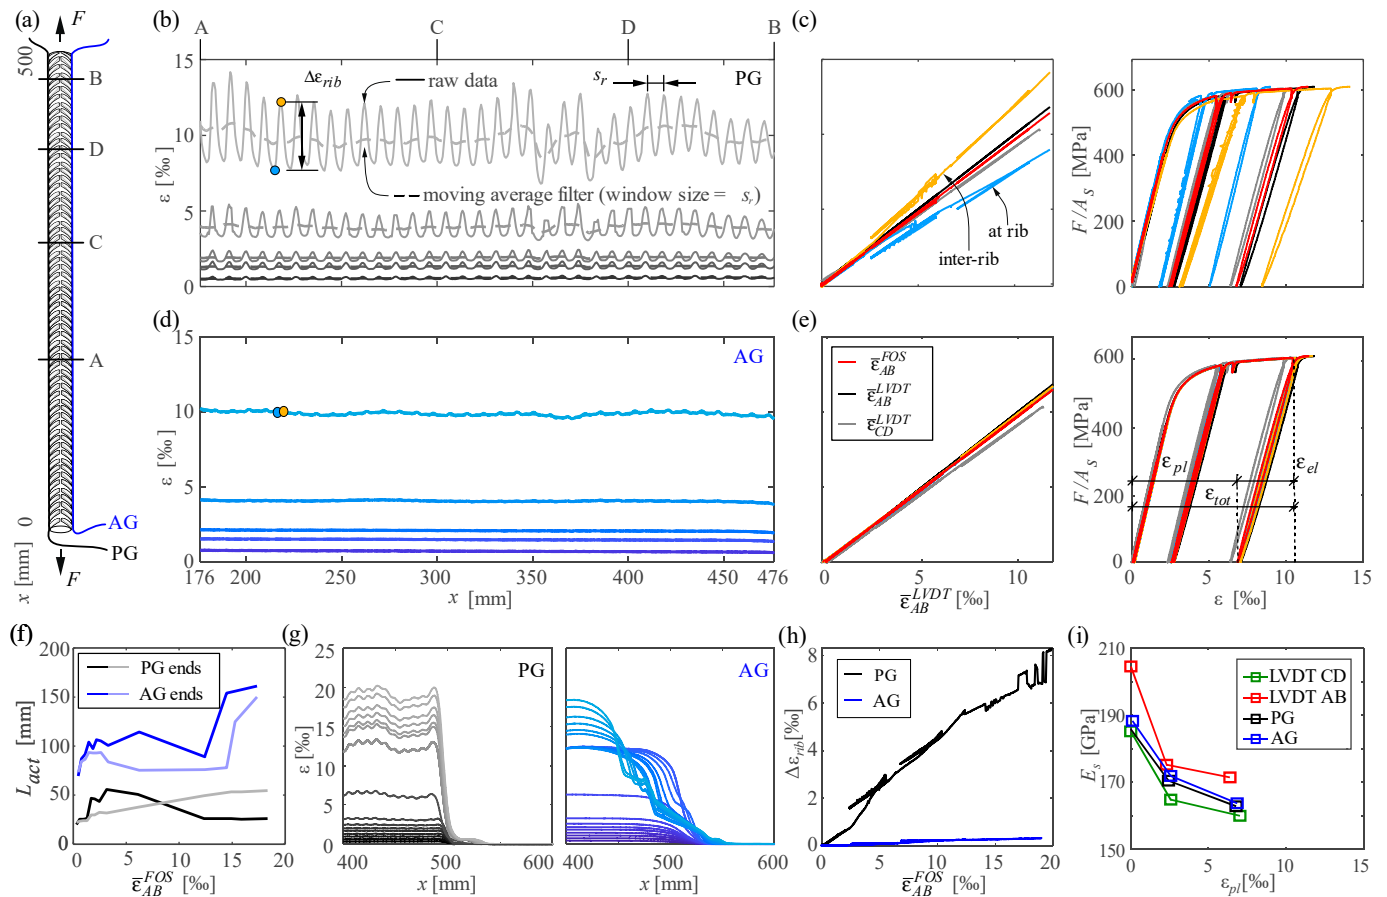 (a)
F
500
B
D
C
A
0
x [mm]
AG
PG
F
(b)
A
C
D
B
15
10
5
0
ε [‰]
Δε_rib
raw data
s_r
PG
moving average filter (window size = s_r)
(c)
at rib
inter-rib
600
400
200
0
F/A_s [MPa]
(d)
15
10
5
0
ε [‰]
AG
176
200
250
300
350
400
450
476
x [mm]
(e)
ε̅_AB^FOS
ε̅_AB^LVDT
ε̅_CD^LVDT
0
5
10
ε̅_AB^LVDT [‰]
600
400
200
0
F/A_s [MPa]
ε_pl
ε_el
ε_tot
0
5
10
15
ε [‰]
(f)
200
150
100
50
0
L_act [mm]
PG ends
AG ends
0
5
10
15
20
ε̅_AB^FOS [‰]
(g)
25
20
15
10
5
0
ε [‰]
PG
400
500
600
x [mm]
AG
400
500
600
x [mm]
(h)
8
6
4
2
0
Δε_rib [‰]
PG
AG
0
5
10
15
20
ε̅_AB^FOS [‰]
(i)
210
190
170
150
E_s [GPa]
LVDT CD
LVDT AB
PG
AG
0
5
10
15
ε_pl [‰]